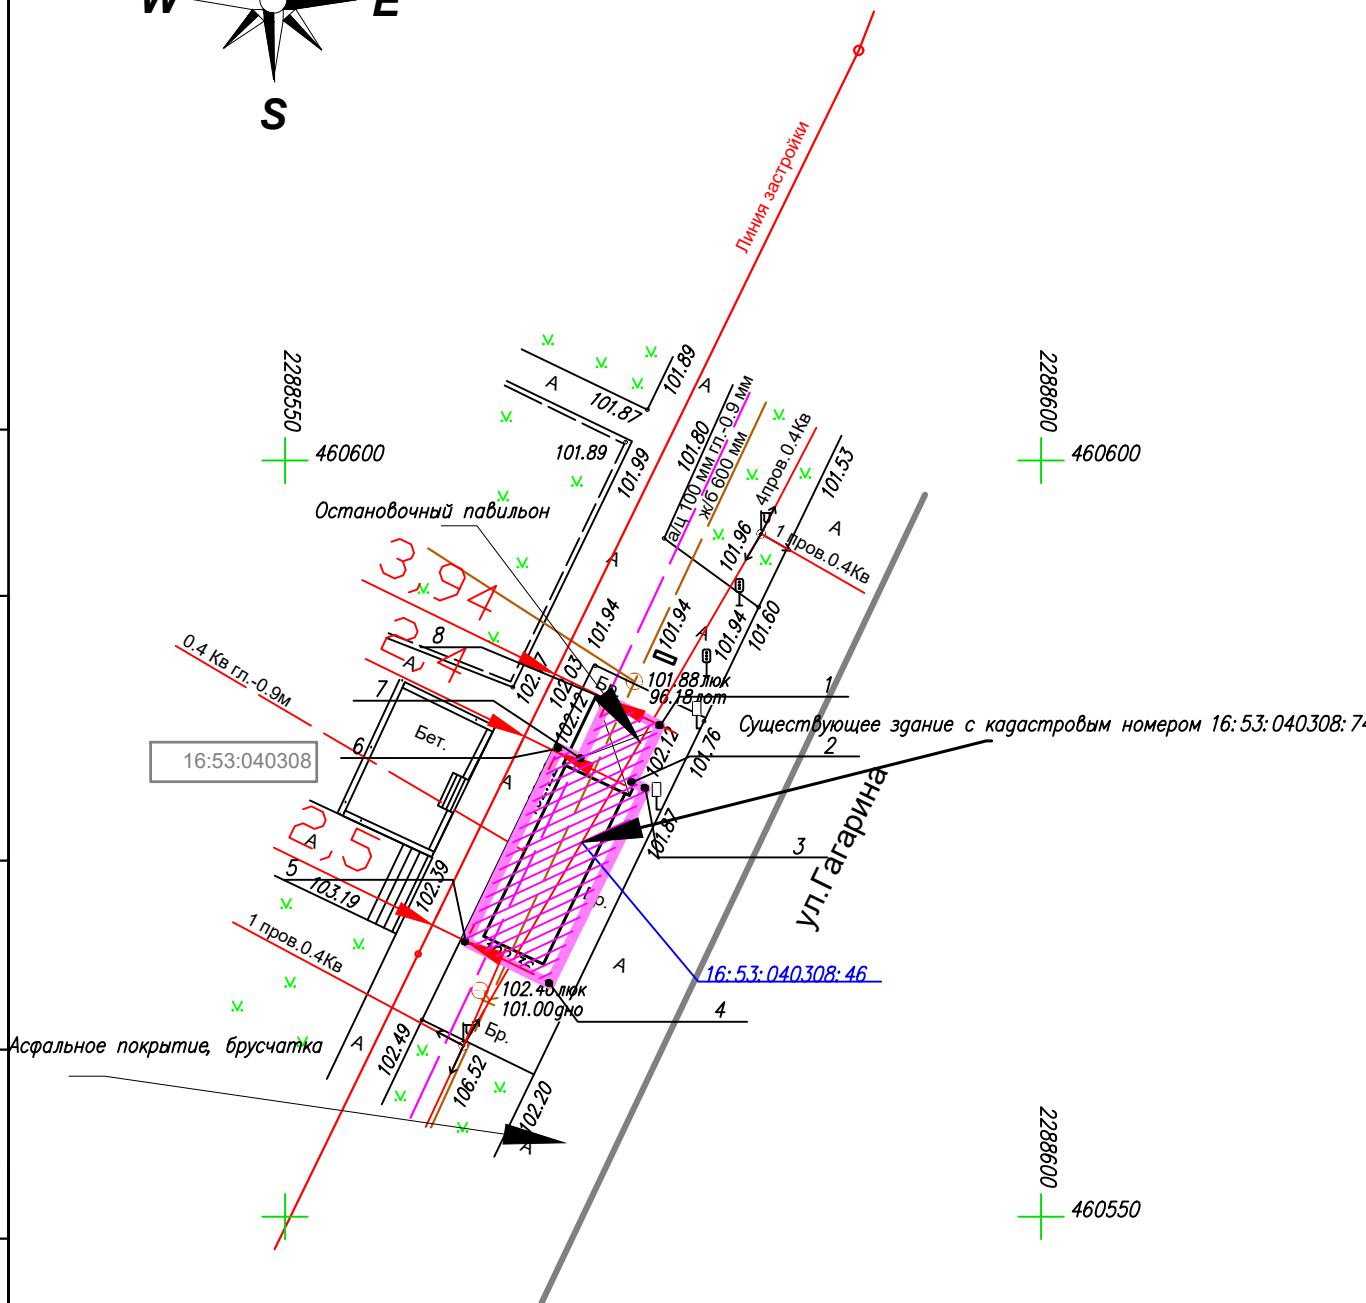 W
E
S
Линия застройки
2288550
460600
2288600
460600
101.89
А
101.87
А
101.89
101.99
101.80
а/ц 100 мм гл.-0.9 мм
ж/б 600 мм
4пров.0.4Кв
101.53
Остановочный павильон
101.96
А
1 пров.0.4Кв
А
3,94
101.94
101.94
101.94
101.60
А
2,4
8
0.4 Кв гл.-0.9м
А
102.03
101.88люк
96.18лот
1
7
102.12
Существующее здание с кадастровым номером 16:53:040308:74
Бет.
6
16:53:040308
102.12
101.76
2
А
ул.Гагарина
2,5
А
101.87
3
5
103.19
102.39
1 пров.0.4Кв
А
16:53:040308:46
102.40люк
101.00дно
4
Бр.
Асфальное покрытие, брусчатка
А
102.49
106.52
102.20
А
2288600
460550